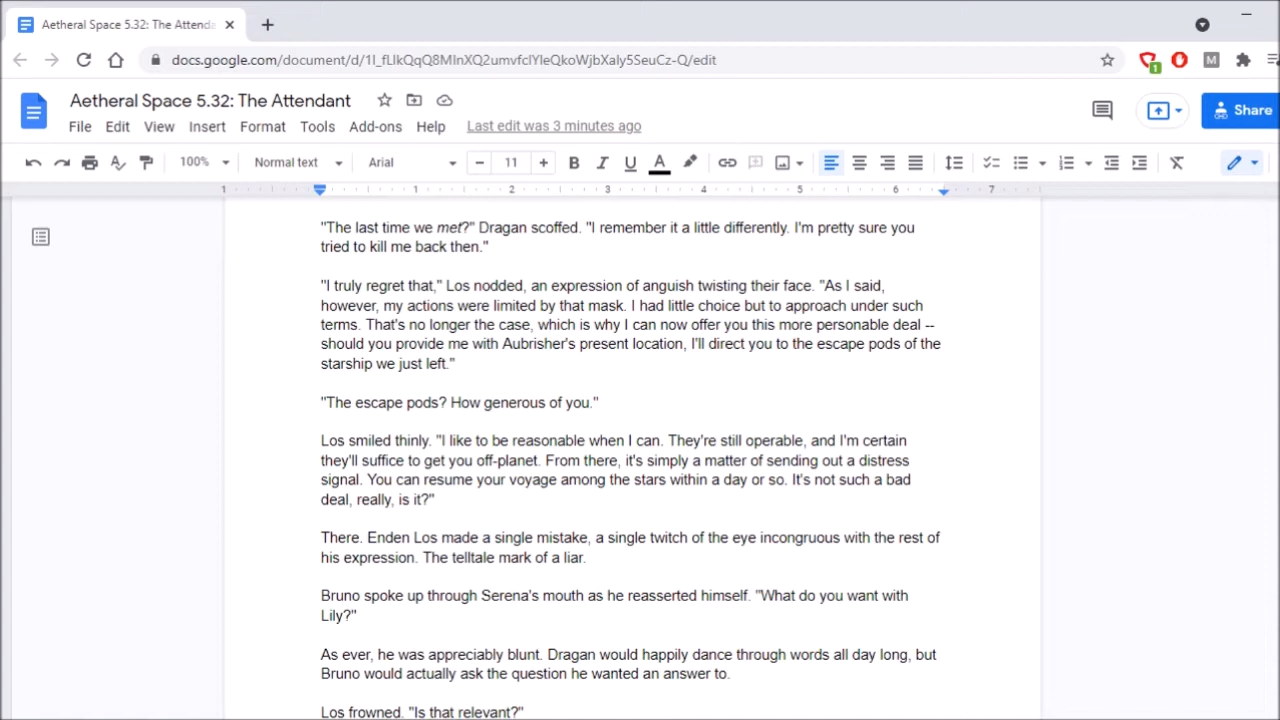 Aetheral Space 5.32: The Attenda
docs.google.com/document/d/1I_fLlkQqQ8MInXQ2umvfclYleQkoWjbXaly5SeuCz-Q/edit
1
M
Aetheral Space 5.32: The Attendant
Share
File Edit View Insert Format Tools Add-ons Help Last edit was 3 minutes ago
100% Normal text Arial 11 B I U A
1 1 2 3 4 5 6 7
"The last time we met?" Dragan scoffed. "I remember it a little differently. I'm pretty sure you
tried to kill me back then."
"I truly regret that," Los nodded, an expression of anguish twisting their face. "As I said,
however, my actions were limited by that mask. I had little choice but to approach under such
terms. That's no longer the case, which is why I can now offer you this more personable deal --
should you provide me with Aubrisher's present location, I'll direct you to the escape pods of the
starship we just left."
"The escape pods? How generous of you."
Los smiled thinly. "I like to be reasonable when I can. They're still operable, and I'm certain
they'll suffice to get you off-planet. From there, it's simply a matter of sending out a distress
signal. You can resume your voyage among the stars within a day or so. It's not such a bad
deal, really, is it?"
There. Enden Los made a single mistake, a single twitch of the eye incongruous with the rest of
his expression. The telltale mark of a liar.
Bruno spoke up through Serena's mouth as he reasserted himself. "What do you want with
Lily?"
As ever, he was appreciably blunt. Dragan would happily dance through words all day long, but
Bruno would actually ask the question he wanted an answer to.
Los frowned. "Is that relevant?"